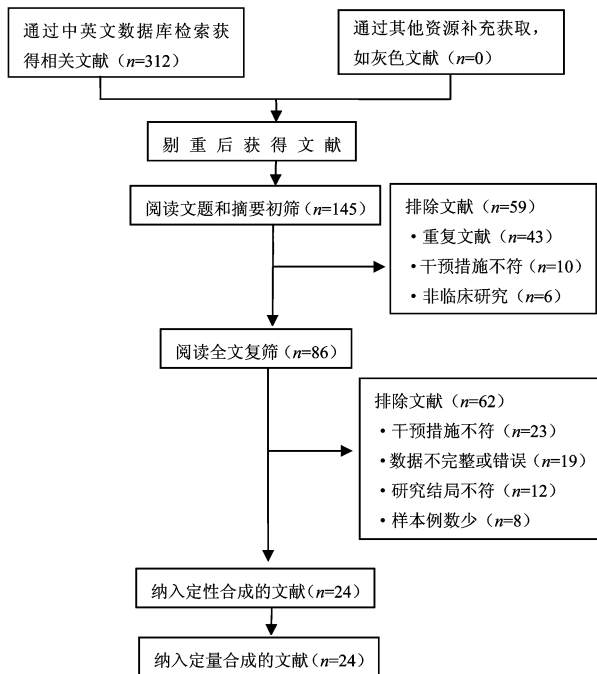 通过中英文数据库检索获
得相关文献（n=312）
通过其他资源补充获取，
如灰色文献（n=0）
剔重后获得文献
阅读文题和摘要初筛（n=145）
排除文献（n=59）
·重复文献（n=43）
·干预措施不符（n=10）
·非临床研究（n=6）
阅读全文复筛（n=86）
排除文献（n=62）
·干预措施不符（n=23）
·数据不完整或错误（n=19）
·研究结局不符（n=12）
·样本例数少（n=8）
纳入定性合成的文献（n=24）
纳入定量合成的文献（n=24）